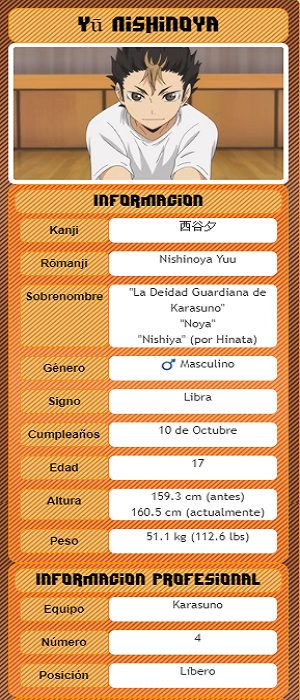 Yū Nishinoya
Informacion
Kanji
西谷夕
Rōmanji
Nishinoya Yuu
Sobrenombre
"La Deidad Guardiana de
Karasuno"
"Noya"
"Nishiya" (por Hinata)
Género
♂ Masculino
Signo
Libra
Cumpleaños
10 de Octubre
Edad
17
Altura
159.3 cm (antes)
160.5 cm (actualmente)
Peso
51.1 kg (112.6 lbs)
Informacion Profesional
Equipo
Karasuno
Número
4
Posición
Líbero